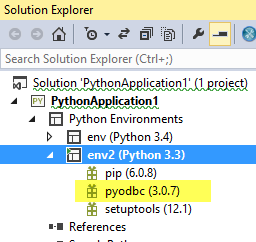 Solution Explorer
Search Solution Explorer (Ctrl+;)
Solution 'PythonApplication1' (1 project)
PY PythonApplication1
Python Environments
env (Python 3.4)
env2 (Python 3.3)
pip (6.0.8)
pyodbc (3.0.7)
setuptools (12.1)
References